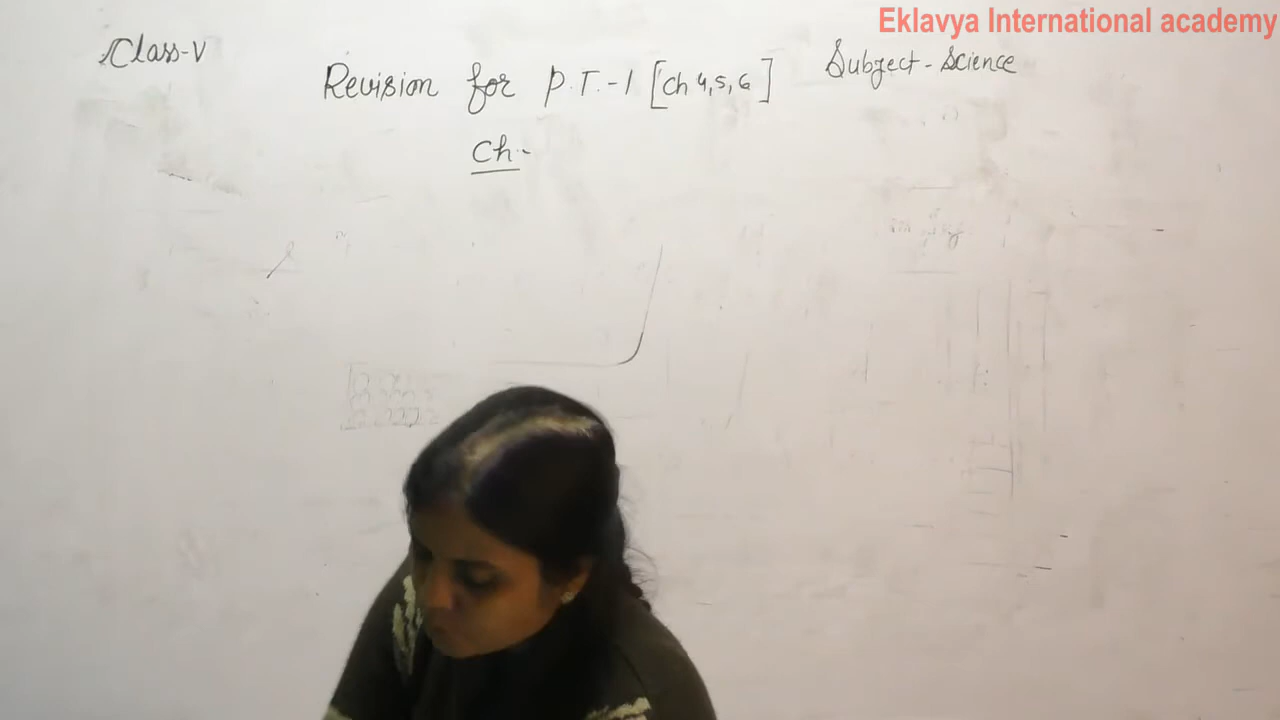 Eklavya International academy
Class-V
Subject - Science
Revision for P.T.-1 [Ch 4,5,6]
Ch-